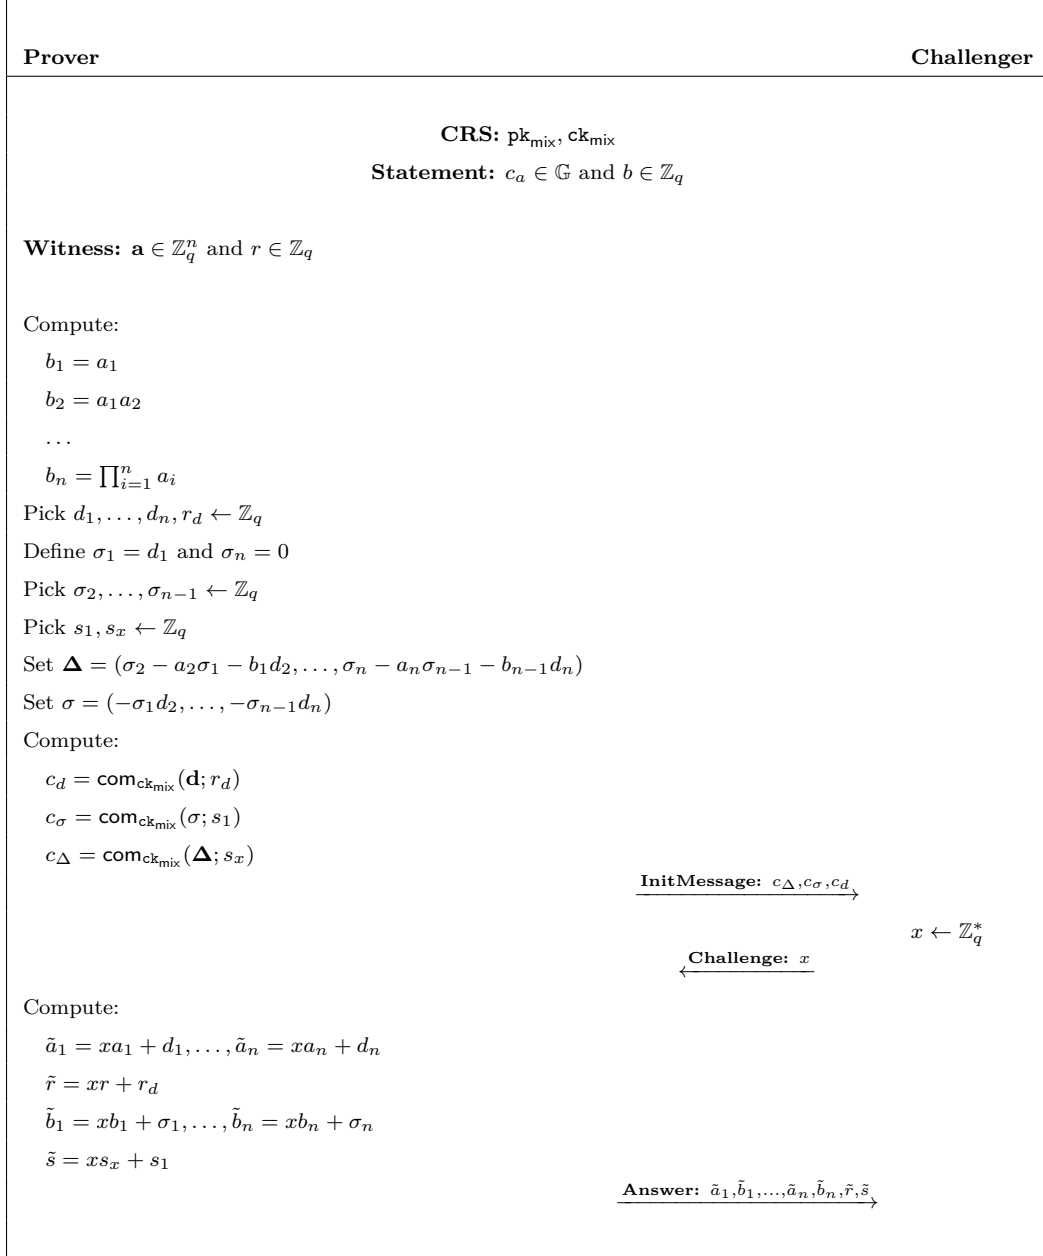 Prover Challenger
CRS: pk_mix, ck_mix
Statement: c_a ∈ 𝔾 and b ∈ ℤ_q
Witness: 𝐚 ∈ ℤ_q^n and r ∈ ℤ_q
Compute:
b_1 = a_1
b_2 = a_1a_2
…
b_n = ∏_{i=1}^n a_i
Pick d_1, …, d_n, r_d ← ℤ_q
Define σ_1 = d_1 and σ_n = 0
Pick σ_2, …, σ_{n−1} ← ℤ_q
Pick s_1, s_x ← ℤ_q
Set 𝚫 = (σ_2 − a_2σ_1 − b_1d_2, …, σ_n − a_nσ_{n−1} − b_{n−1}d_n)
Set σ = (−σ_1d_2, …, −σ_{n−1}d_n)
Compute:
c_d = com_{ck_mix}(𝐝; r_d)
c_σ = com_{ck_mix}(σ; s_1)
c_Δ = com_{ck_mix}(𝚫; s_x)
InitMessage: c_Δ,c_σ,c_d
x ← ℤ_q^*
Challenge: x
Compute:
ã_1 = xa_1 + d_1, …, ã_n = xa_n + d_n
r̃ = xr + r_d
b̃_1 = xb_1 + σ_1, …, b̃_n = xb_n + σ_n
s̃ = xs_x + s_1
Answer: ã_1,b̃_1,…,ã_n,b̃_n,r̃,s̃